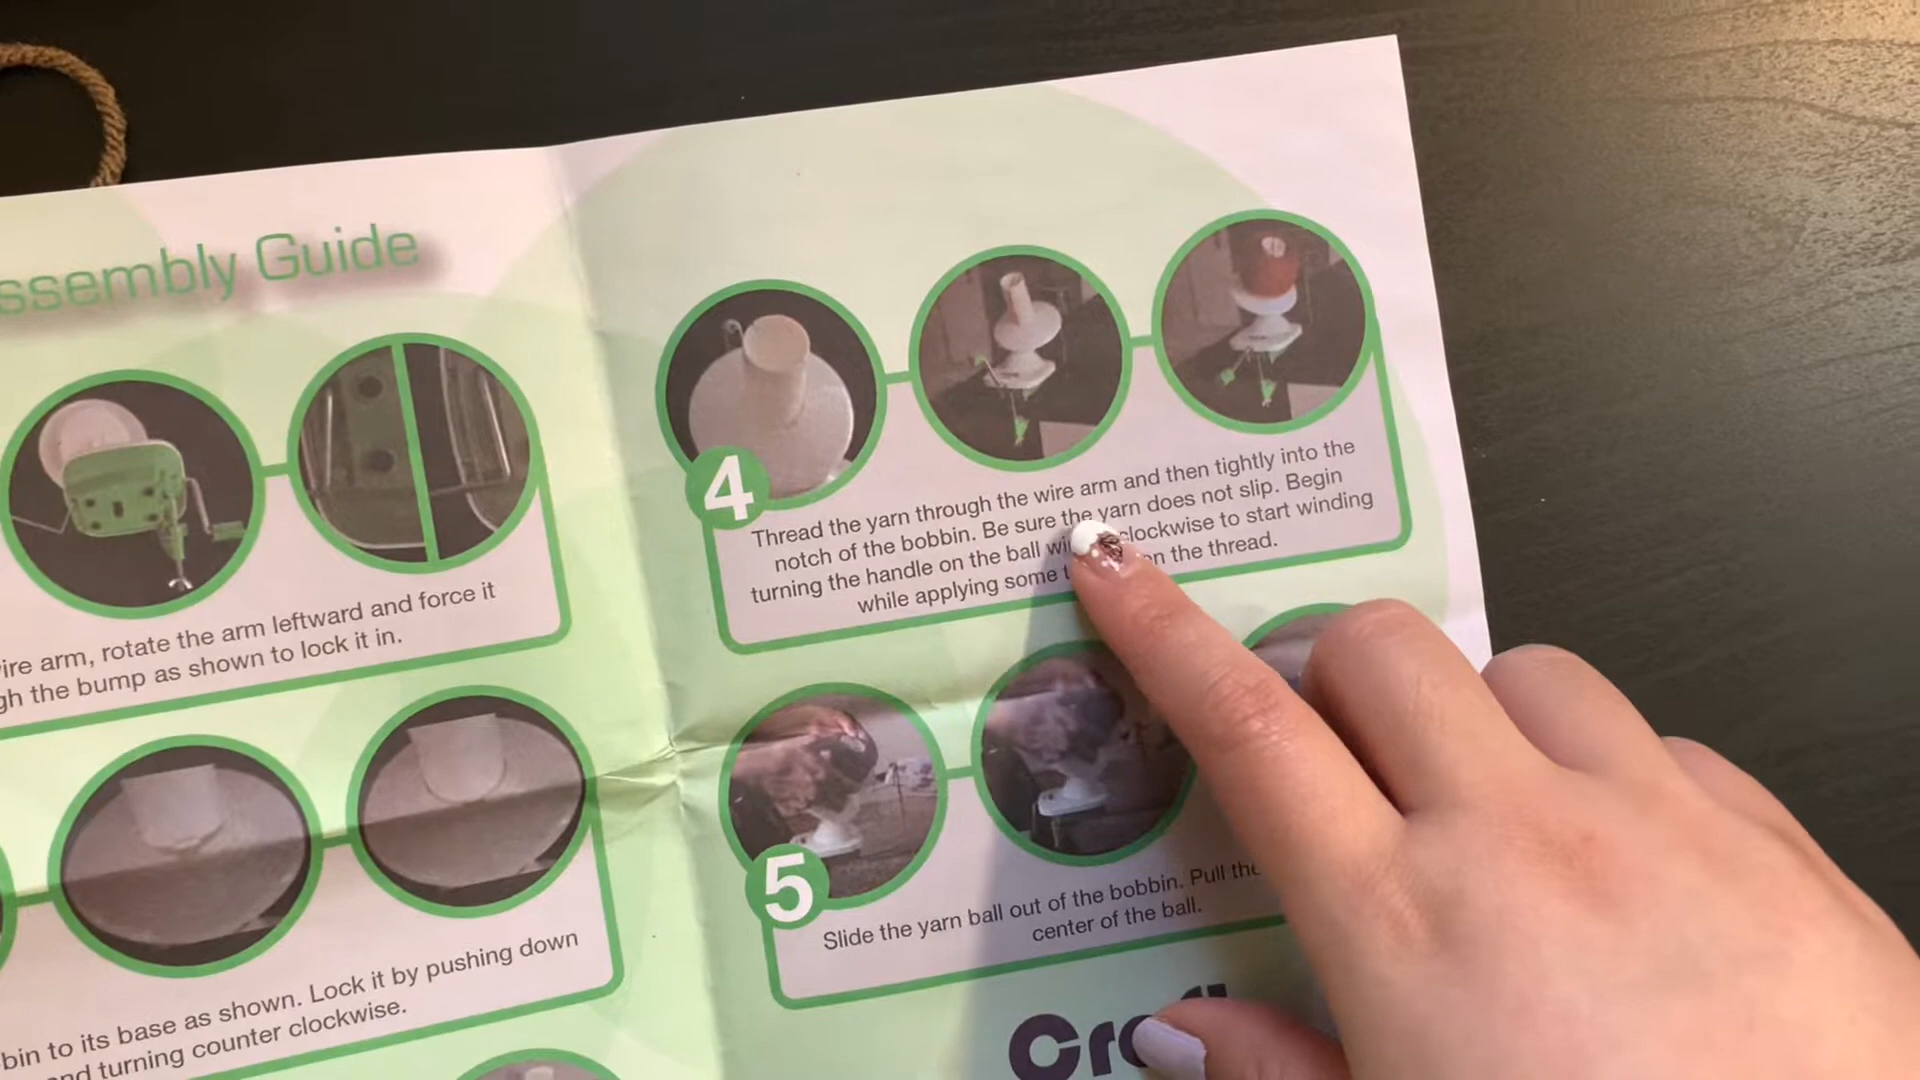 ssembly Guide
ire arm, rotate the arm leftward and force it
gh the bump as shown to lock it in.
bin to its base as shown. Lock it by pushing down
nd turning counter clockwise.
4
Thread the yarn through the wire arm and then tightly into the
notch of the bobbin. Be sure the yarn does not slip. Begin
turning the handle on the ball wi clockwise to start winding
while applying some t n the thread.
5
Slide the yarn ball out of the bobbin. Pull the
center of the ball.
Cr